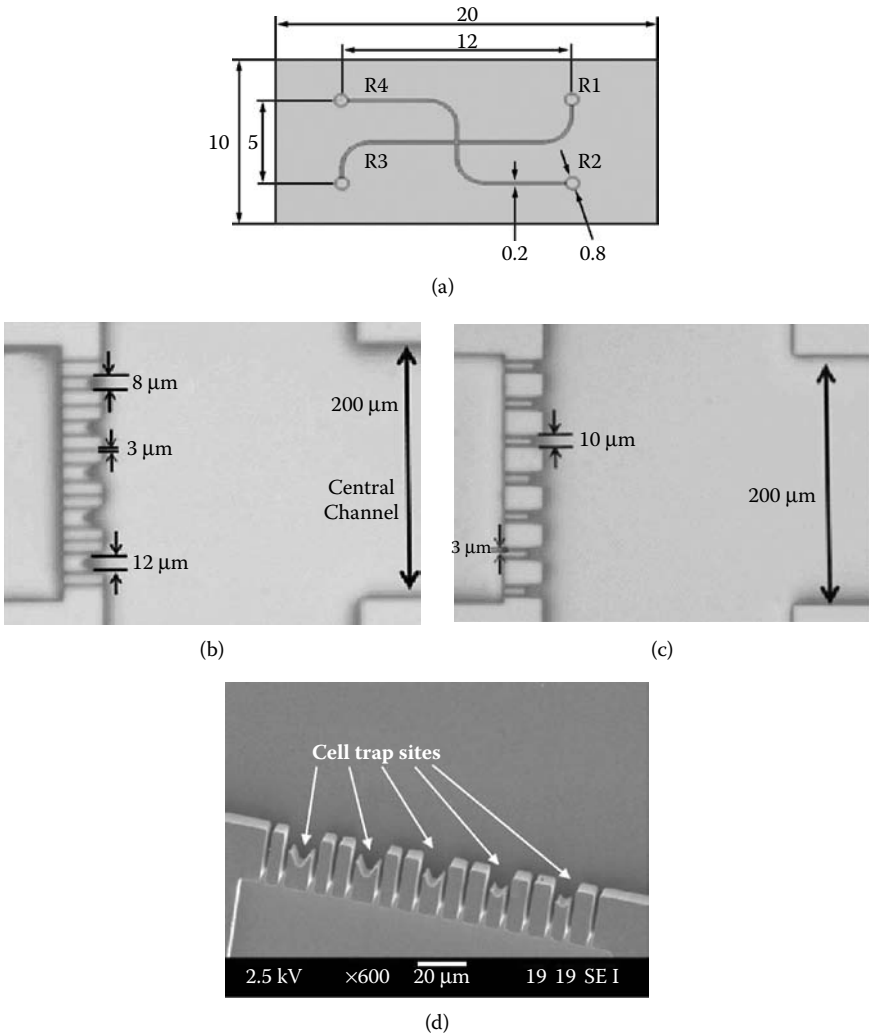 20
12
R4
R1
10
5
R3
R2
0.2
0.8
(a)
8 μm
3 μm
12 μm
200 μm
Central
Channel
(b)
10 μm
3 μm
200 μm
(c)
Cell trap sites
2.5 kV ×600 20 μm 19 19 SE I
(d)